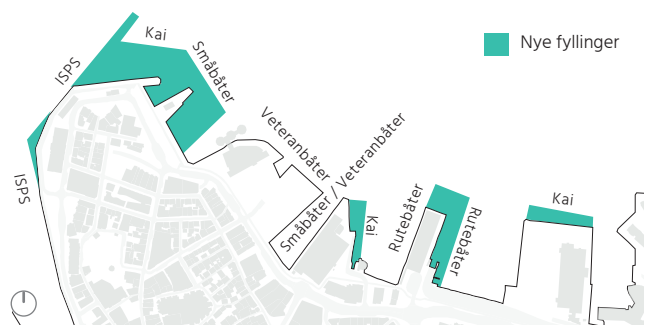 Kai
Nye fyllinger
ISPS
Småbåter
Veteranbåter
Småbåter / Veteranbåter
ISPS
Kai
Rutebåter
Rutebåter
Kai